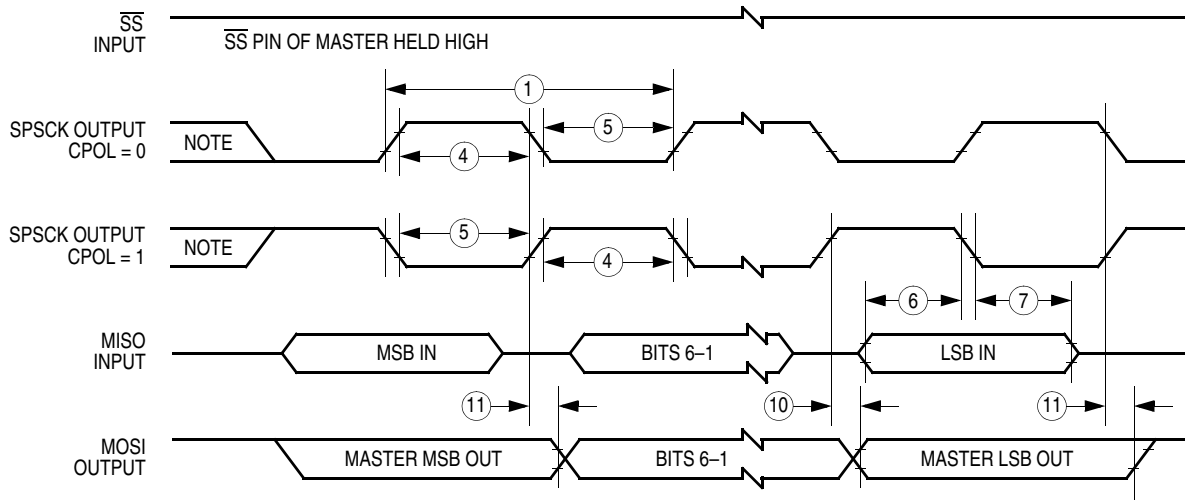 S̅S̅
INPUT
S̅S̅ PIN OF MASTER HELD HIGH
1
SPSCK OUTPUT
CPOL = 0
NOTE
5
4
SPSCK OUTPUT
CPOL = 1
NOTE
5
4
6
7
MISO
INPUT
MSB IN
BITS 6–1
LSB IN
11
10
11
MOSI
OUTPUT
MASTER MSB OUT
BITS 6–1
MASTER LSB OUT